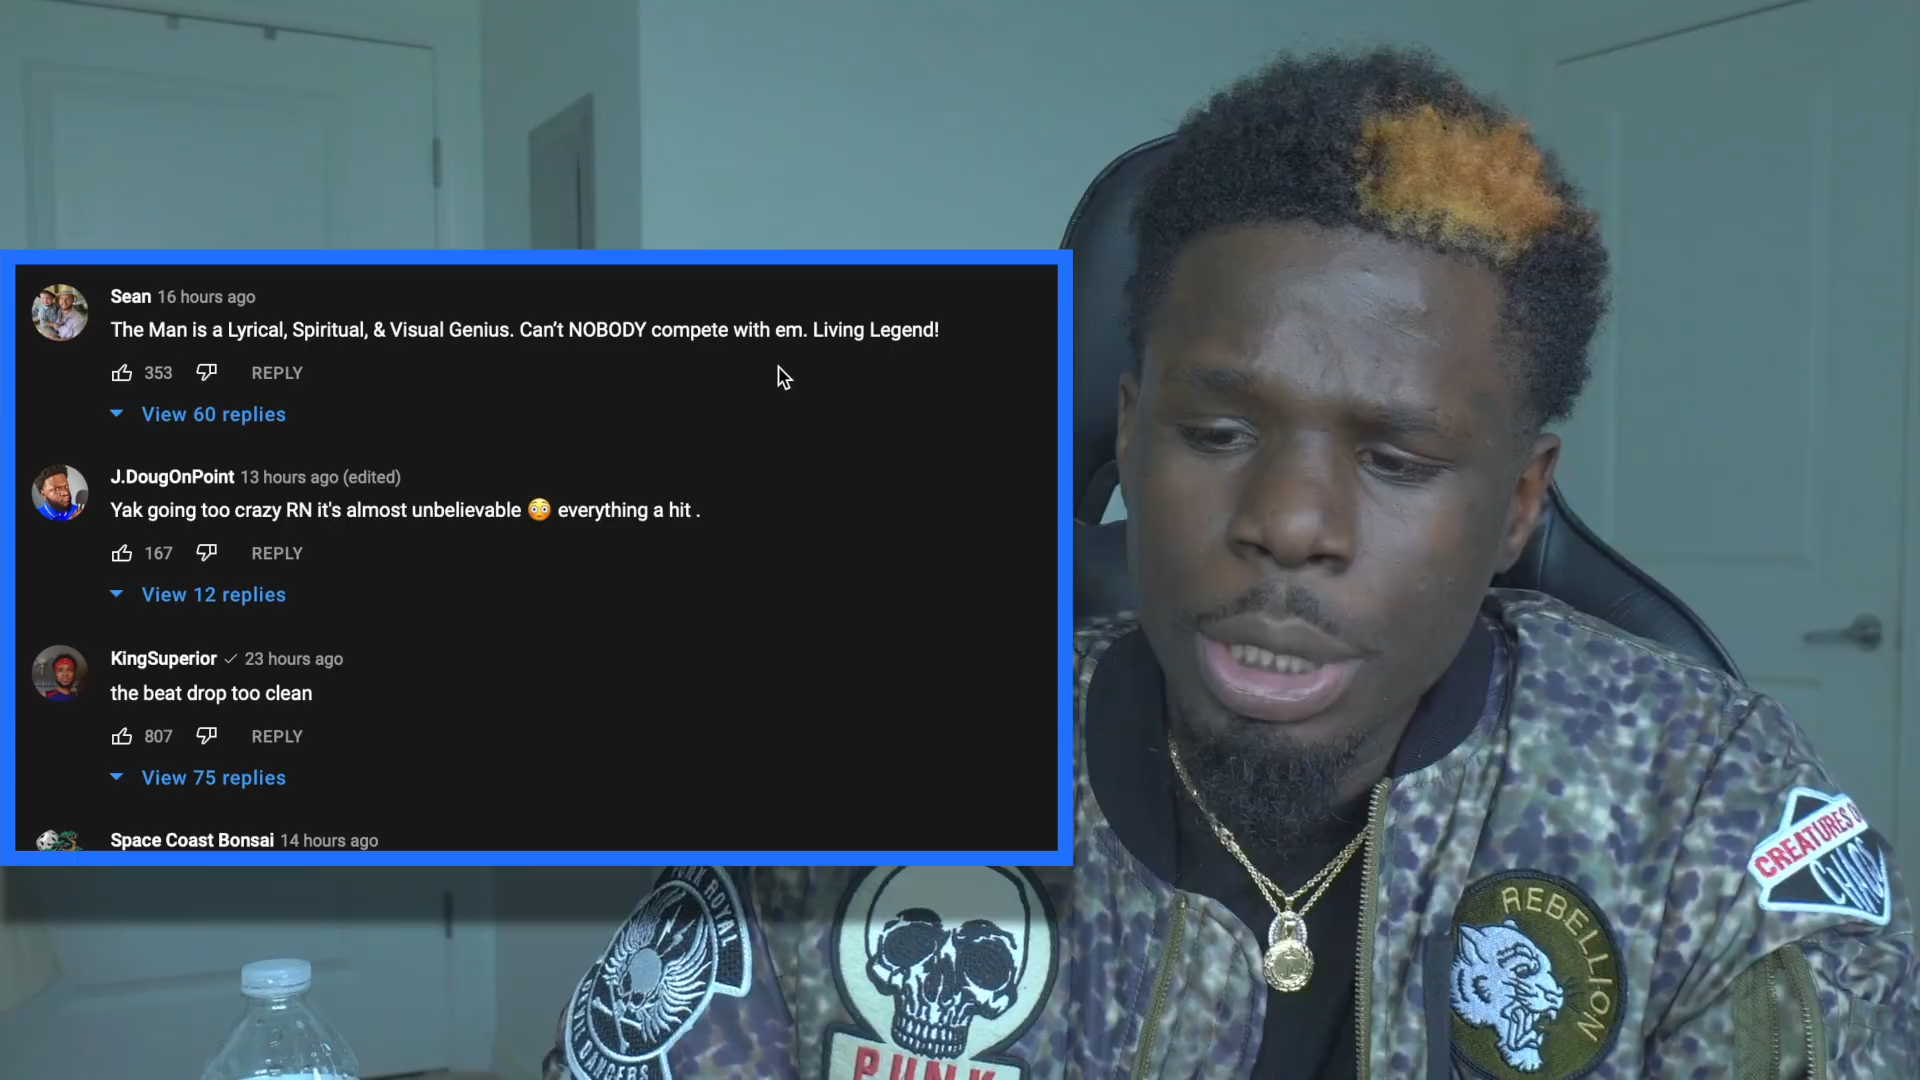 Sean 16 hours ago
The Man is a Lyrical, Spiritual, & Visual Genius. Can't NOBODY compete with em. Living Legend!
353 REPLY
View 60 replies
J.DougOnPoint 13 hours ago (edited)
Yak going too crazy RN it's almost unbelievable 😳 everything a hit .
167 REPLY
View 12 replies
KingSuperior ✓ 23 hours ago
the beat drop too clean
807 REPLY
View 75 replies
Space Coast Bonsai 14 hours ago
CREATURES OF
CHAOS
REBELLION
ROYAL
PUNK